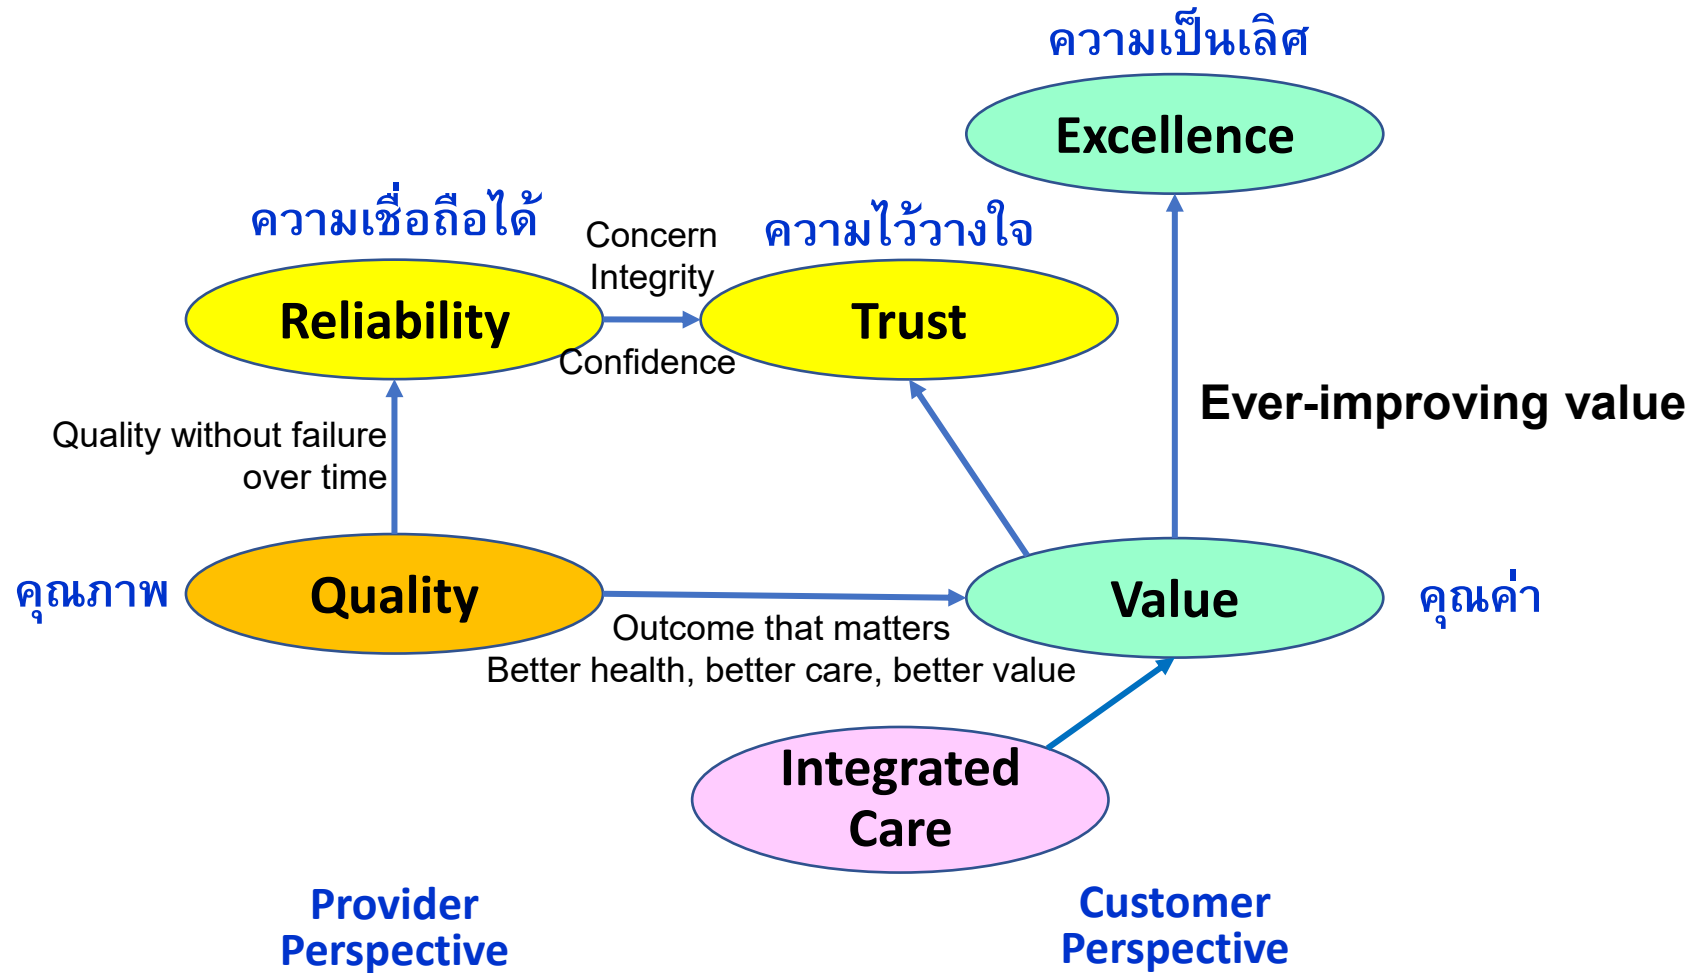 ความเป็นเลิศ
Excellence
ความเชื่อถือได้
Concern
Integrity
ความไว้วางใจ
Reliability
Trust
Confidence
Ever-improving value
Quality without failure
over time
คุณภาพ
Quality
Value
คุณค่า
Outcome that matters
Better health, better care, better value
Integrated
Care
Provider
Perspective
Customer
Perspective